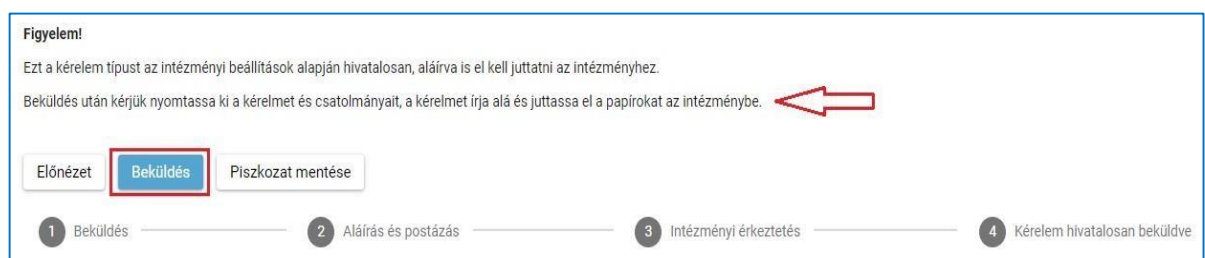 Figyelem!
Ezt a kérelem típust az intézményi beállítások alapján hivatalosan, aláírva is el kell juttatni az intézményhez.
Beküldés után kérjük nyomtassa ki a kérelmet és csatolmányait, a kérelmet írja alá és juttassa el a papírokat az intézménybe.
Előnézet Beküldés Piszkozat mentése
1 Beküldés 2 Aláírás és postázás 3 Intézményi érkeztetés 4 Kérelem hivatalosan beküldve